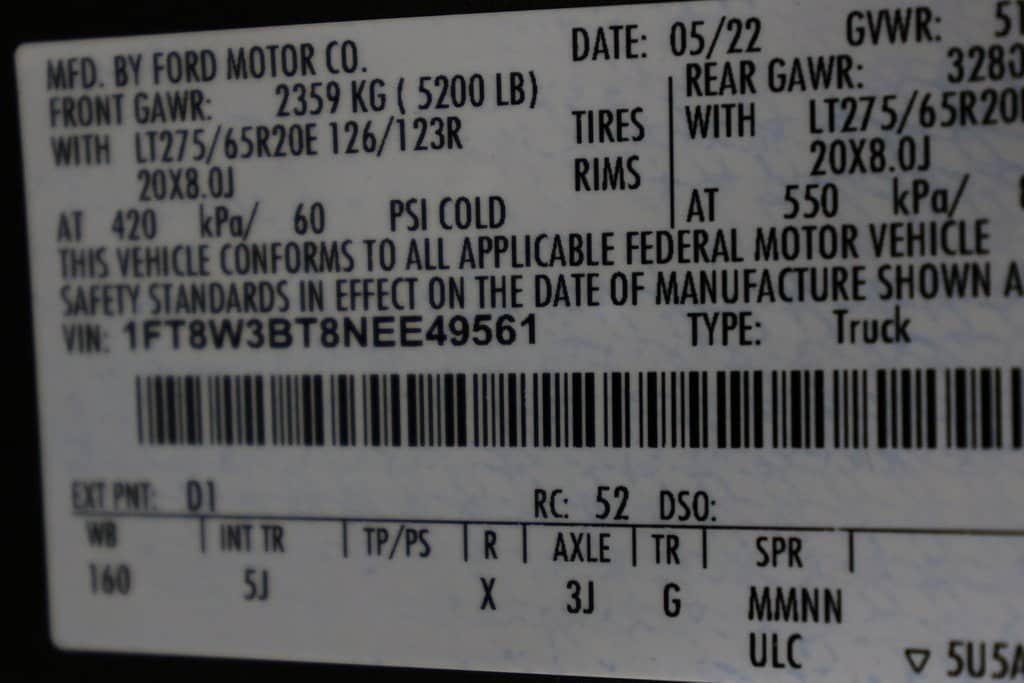 MFD. BY FORD MOTOR CO. DATE: 05/22 GVWR:
FRONT GAWR: 2359 KG ( 5200 LB) REAR GAWR:
WITH LT275/65R20E 126/123R TIRES WITH LT275/65R20
20X8.0J RIMS 20X8.0J
AT 420 kPa/ 60 PSI COLD AT 550 kPa/
THIS VEHICLE CONFORMS TO ALL APPLICABLE FEDERAL MOTOR VEHICLE
SAFETY STANDARDS IN EFFECT ON THE DATE OF MANUFACTURE SHOWN A
VIN: 1FT8W3BT8NEE49561 TYPE: Truck
EXT PNT: D1 RC: 52 DSO:
WB | INT TR | TP/PS | R | AXLE | TR | SPR |
160 5J X 3J G MMNN
ULC ▽ 5U5A